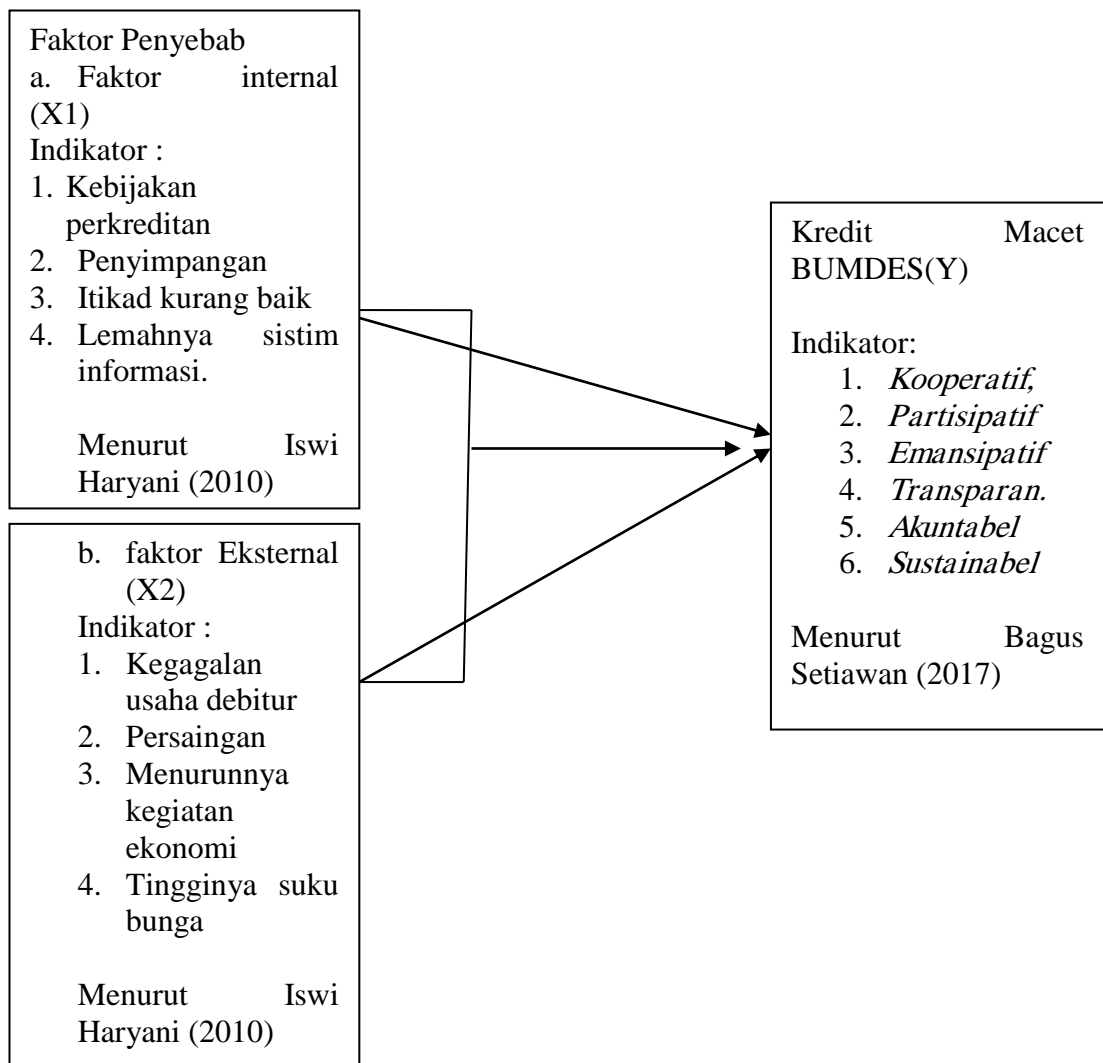 Faktor Penyebab
a. Faktor internal
(X1)
Indikator :
1. Kebijakan
perkreditan
2. Penyimpangan
3. Itikad kurang baik
4. Lemahnya sistim
informasi.
Menurut Iswi
Haryani (2010)
b. faktor Eksternal
(X2)
Indikator :
1. Kegagalan
usaha debitur
2. Persaingan
3. Menurunnya
kegiatan
ekonomi
4. Tingginya suku
bunga
Menurut Iswi
Haryani (2010)
Kredit Macet
BUMDES(Y)
Indikator:
1. Kooperatif,
2. Partisipatif
3. Emansipatif
4. Transparan.
5. Akuntabel
6. Sustainabel
Menurut Bagus
Setiawan (2017)